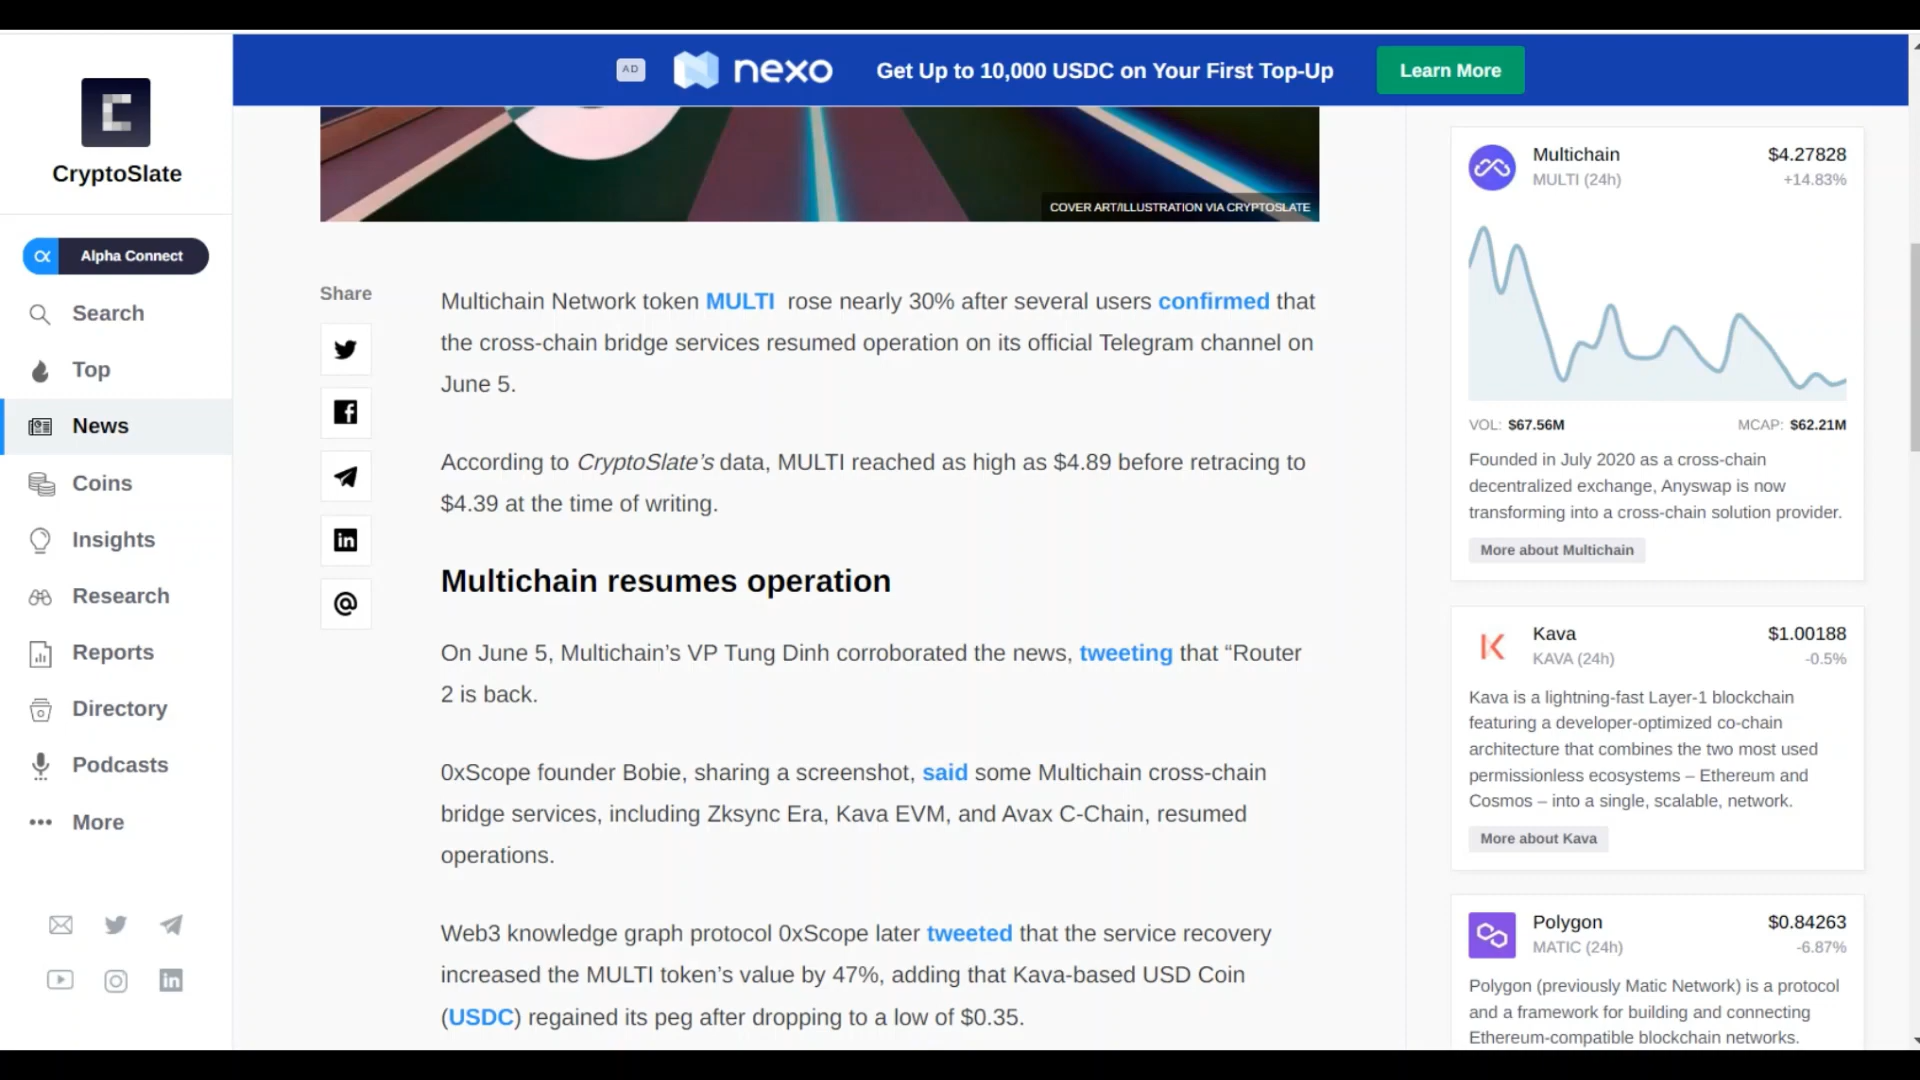 AD
nexo
Get Up to 10,000 USDC on Your First Top-Up
Learn More
CryptoSlate
Alpha Connect
Search
Top
News
Coins
Insights
Research
Reports
Directory
Podcasts
More
COVER ART/ILLUSTRATION VIA CRYPTOSLATE
Share
Multichain Network token MULTI rose nearly 30% after several users confirmed that
the cross-chain bridge services resumed operation on its official Telegram channel on
June 5.
According to CryptoSlate’s data, MULTI reached as high as $4.89 before retracing to
$4.39 at the time of writing.
Multichain resumes operation
On June 5, Multichain’s VP Tung Dinh corroborated the news, tweeting that “Router
2 is back.
0xScope founder Bobie, sharing a screenshot, said some Multichain cross-chain
bridge services, including Zksync Era, Kava EVM, and Avax C-Chain, resumed
operations.
Web3 knowledge graph protocol 0xScope later tweeted that the service recovery
increased the MULTI token’s value by 47%, adding that Kava-based USD Coin
(USDC) regained its peg after dropping to a low of $0.35.
Multichain $4.27828
MULTI (24h) +14.83%
VOL: $67.56M MCAP: $62.21M
Founded in July 2020 as a cross-chain
decentralized exchange, Anyswap is now
transforming into a cross-chain solution provider.
More about Multichain
Kava $1.00188
KAVA (24h) -0.5%
Kava is a lightning-fast Layer-1 blockchain
featuring a developer-optimized co-chain
architecture that combines the two most used
permissionless ecosystems – Ethereum and
Cosmos – into a single, scalable, network.
More about Kava
Polygon $0.84263
MATIC (24h) -6.87%
Polygon (previously Matic Network) is a protocol
and a framework for building and connecting
Ethereum-compatible blockchain networks.